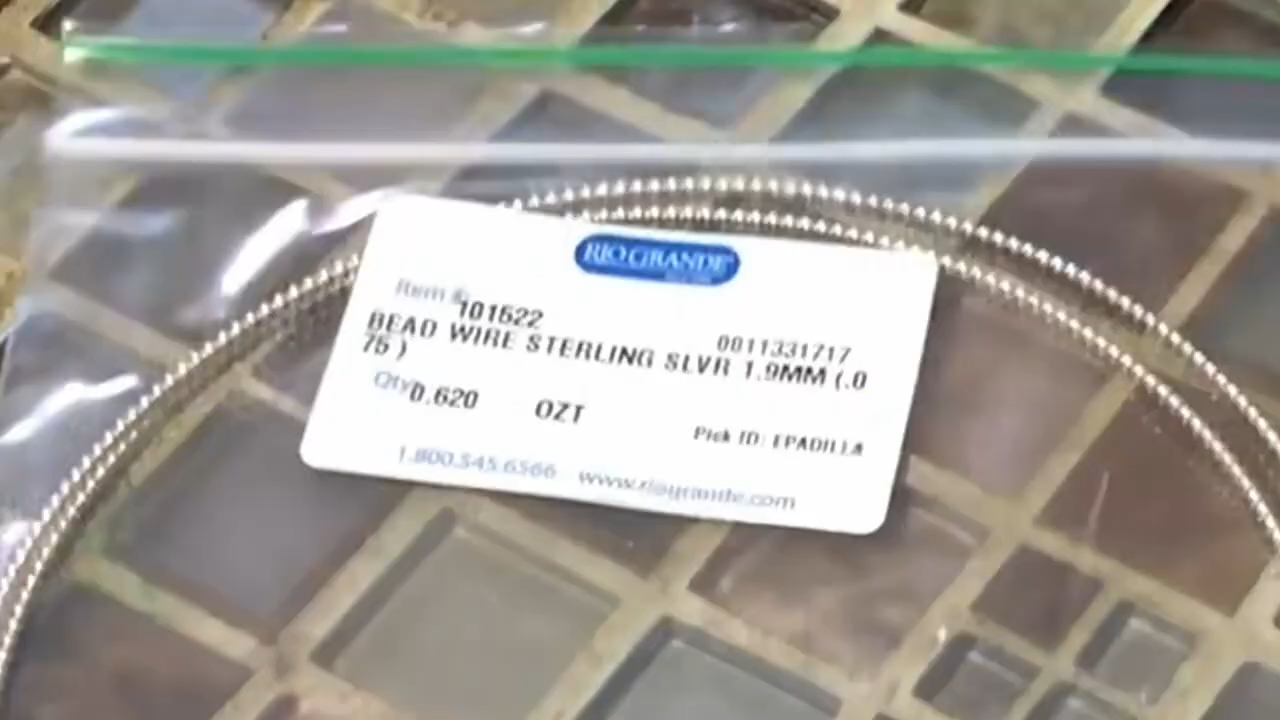 RIO GRANDE
Item #
101522
0011331717
BEAD WIRE STERLING SLVR 1.9MM (.0
75 )
Qty
0.620 OZT
Pick ID: EPADILLA
1.800.545.6566 www.riogrande.com